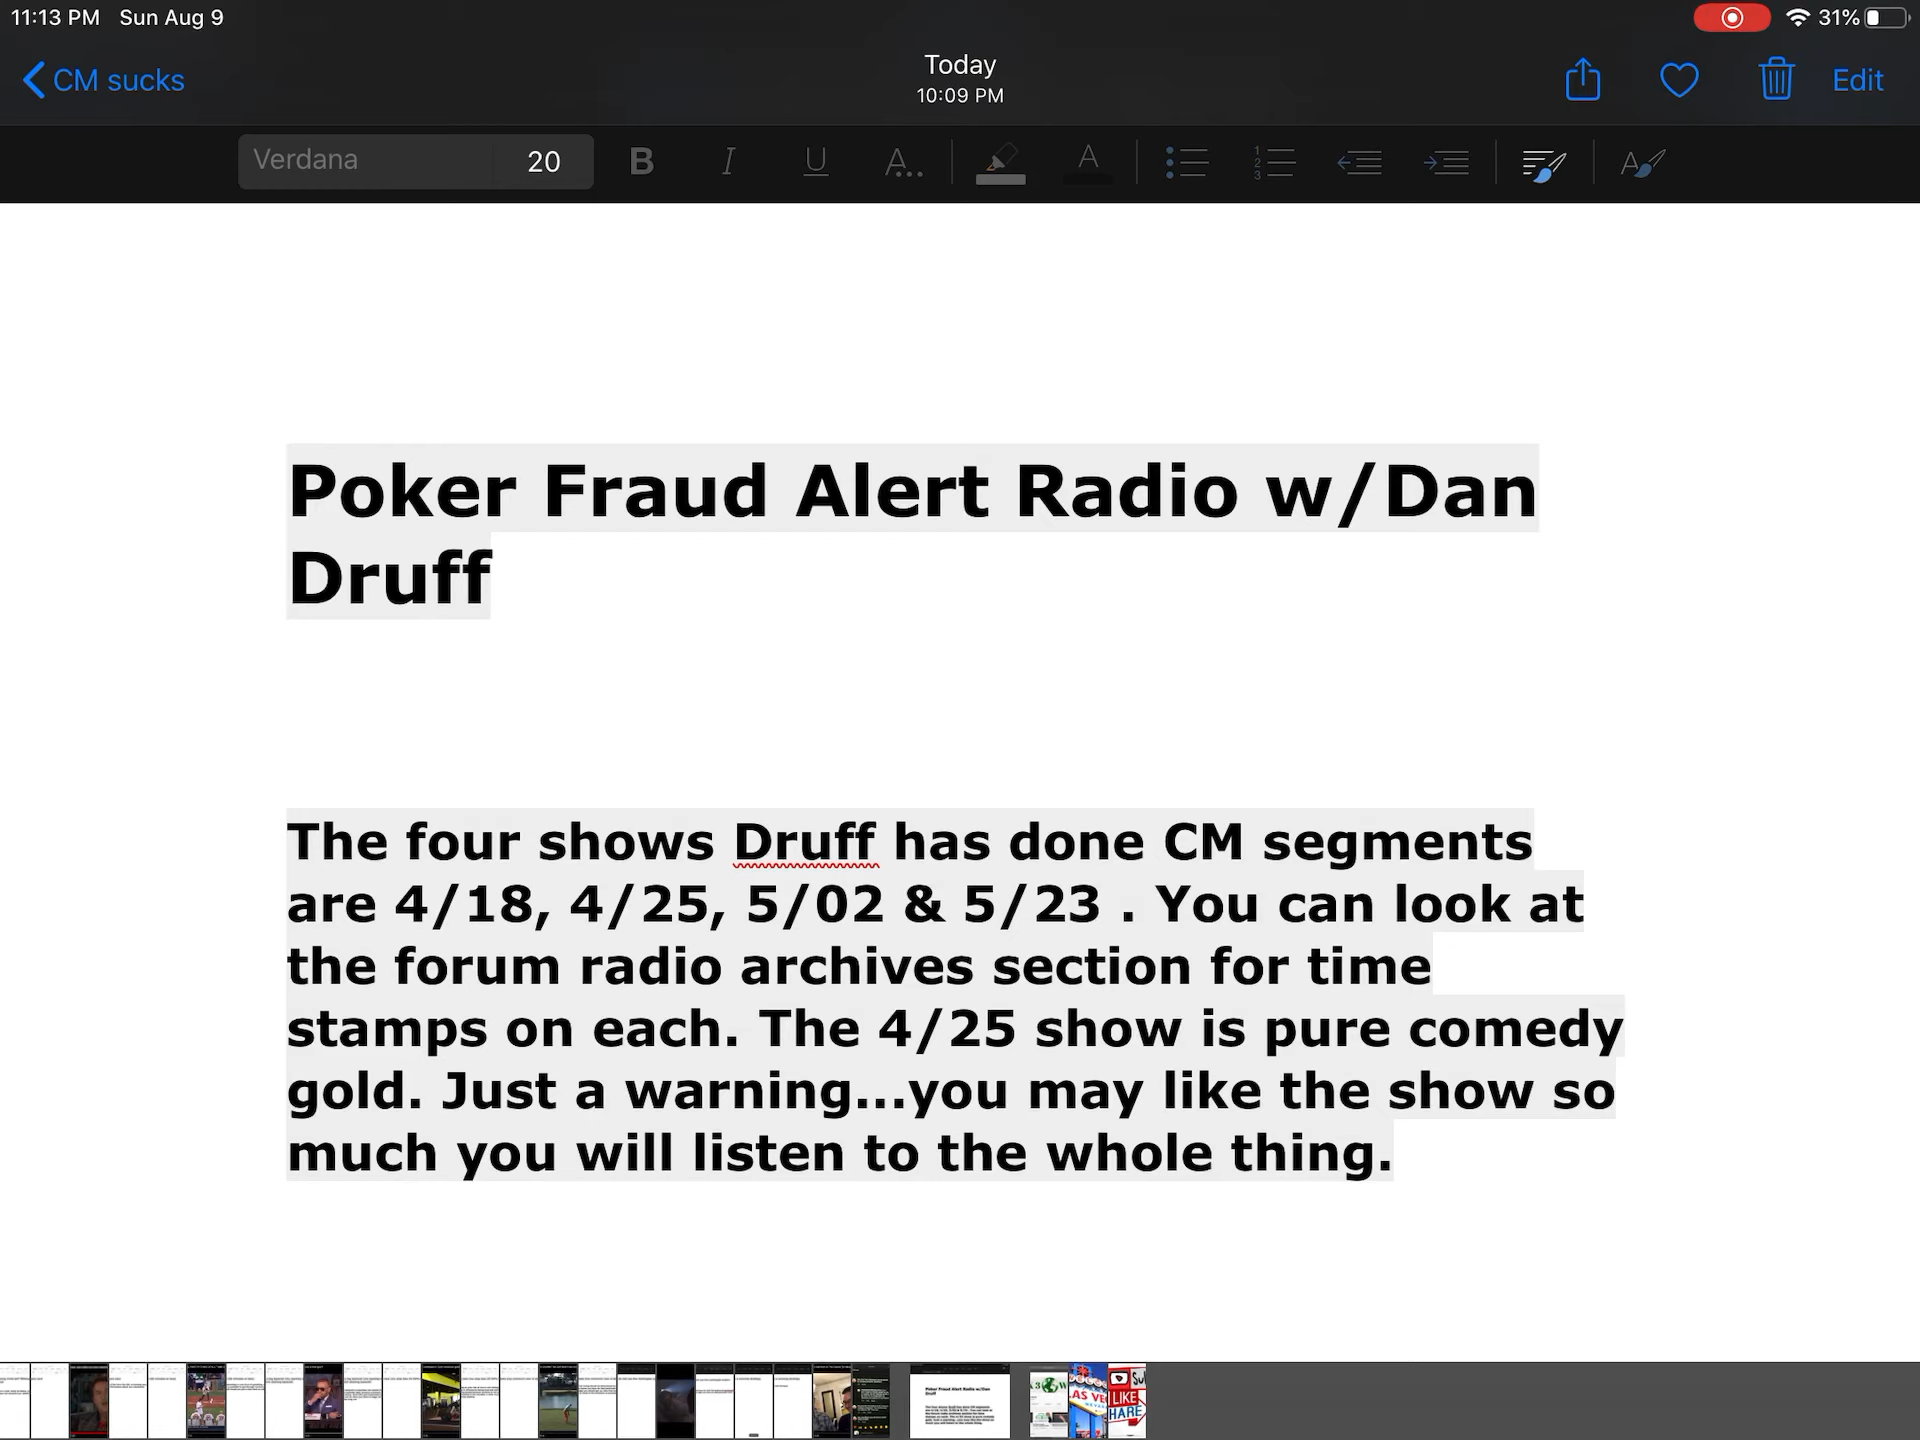 11:13 PM Sun Aug 9
31%
CM sucks
Today
10:09 PM
Edit
Verdana 20 B I U A... A
Poker Fraud Alert Radio w/Dan
Druff
The four shows Druff has done CM segments
are 4/18, 4/25, 5/02 & 5/23 . You can look at
the forum radio archives section for time
stamps on each. The 4/25 show is pure comedy
gold. Just a warning...you may like the show so
much you will listen to the whole thing.